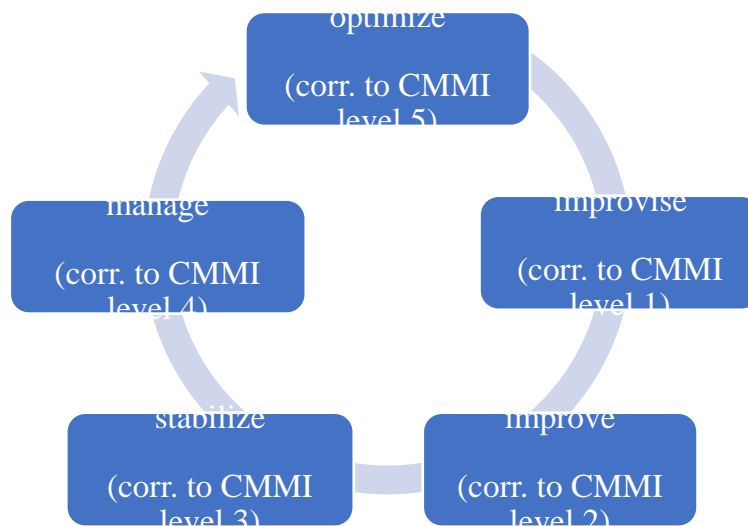 optimize
(corr. to CMMI
level 5)
improvise
(corr. to CMMI
level 1)
improve
(corr. to CMMI
level 2)
stabilize
(corr. to CMMI
level 3)
manage
(corr. to CMMI
level 4)